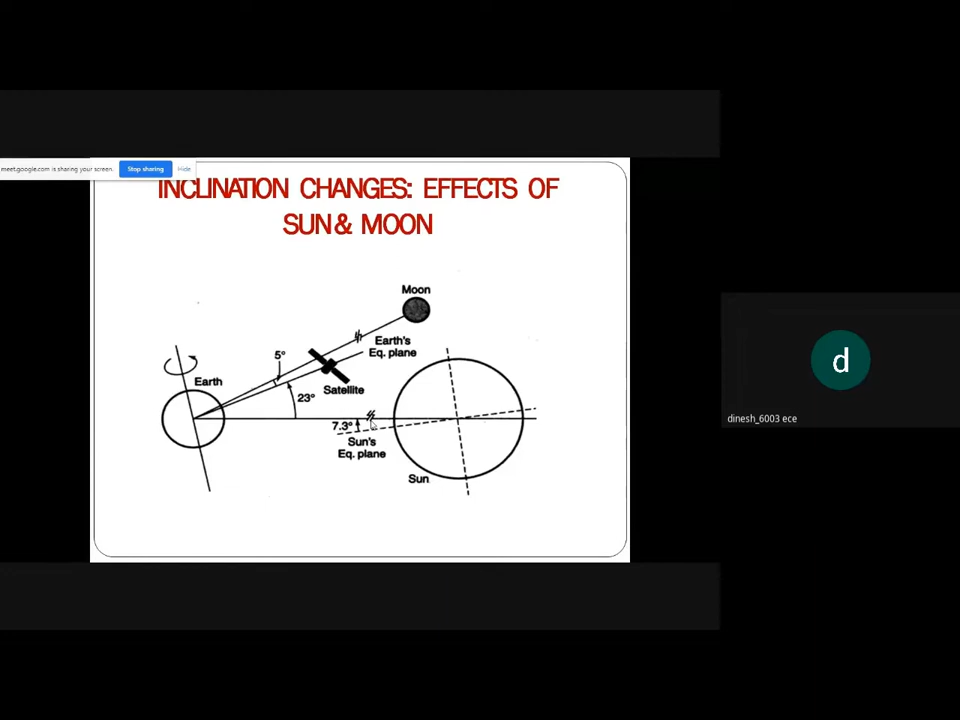 meet.google.com is sharing your screen.
Stop sharing
Hide
INCLINATION CHANGES: EFFECTS OF
SUN & MOON
Moon
Earth's
Eq. plane
5°
Earth
Satellite
23°
7.3°
Sun's
Eq. plane
Sun
d
dinesh_6003 ece